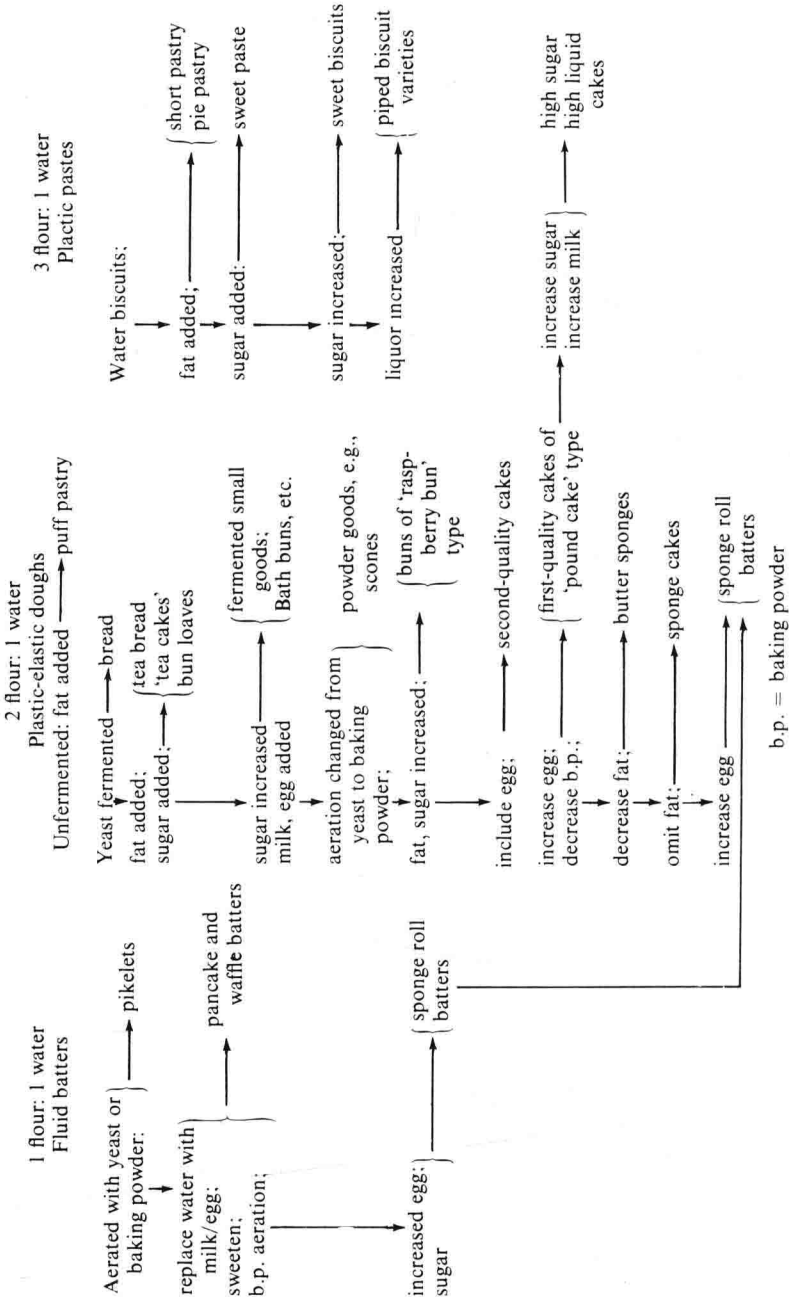 1 flour: 1 water
Fluid batters
Aerated with yeast or
baking powder:
pikelets
replace water with
milk/egg;
sweeten;
b.p. aeration;
pancake and
waffle batters
increased egg;
sugar
sponge roll
batters
2 flour: 1 water
Plastic-elastic doughs
Unfermented: fat added
puff pastry
Yeast fermented
bread
fat added;
sugar added;
tea bread
'tea cakes'
bun loaves
sugar increased
milk, egg added
fermented small
goods;
Bath buns, etc.
aeration changed from
yeast to baking
powder;
powder goods, e.g.,
scones
fat, sugar increased;
buns of 'rasp-
berry bun'
type
include egg;
second-quality cakes
increase egg;
decrease b.p.;
first-quality cakes of
'pound cake' type
increase sugar
increase milk
high sugar
high liquid
cakes
decrease fat;
butter sponges
omit fat;
sponge cakes
increase egg
sponge roll
batters
3 flour: 1 water
Plactic pastes
Water biscuits;
fat added;
short pastry
pie pastry
sugar added:
sweet paste
sugar increased;
sweet biscuits
liquor increased
piped biscuit
varieties
b.p. = baking powder